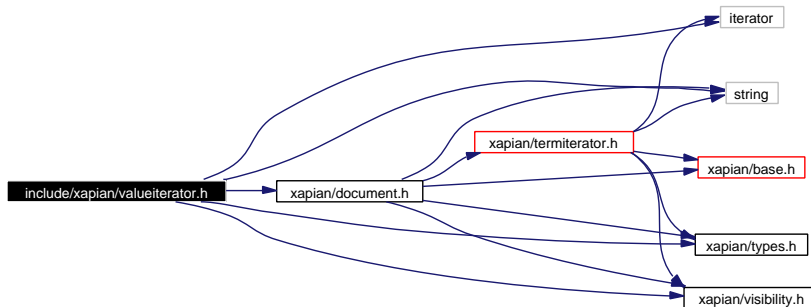 iterator
string
xapian/termiterator.h
xapian/base.h
include/xapian/valueiterator.h
xapian/document.h
xapian/types.h
xapian/visibility.h